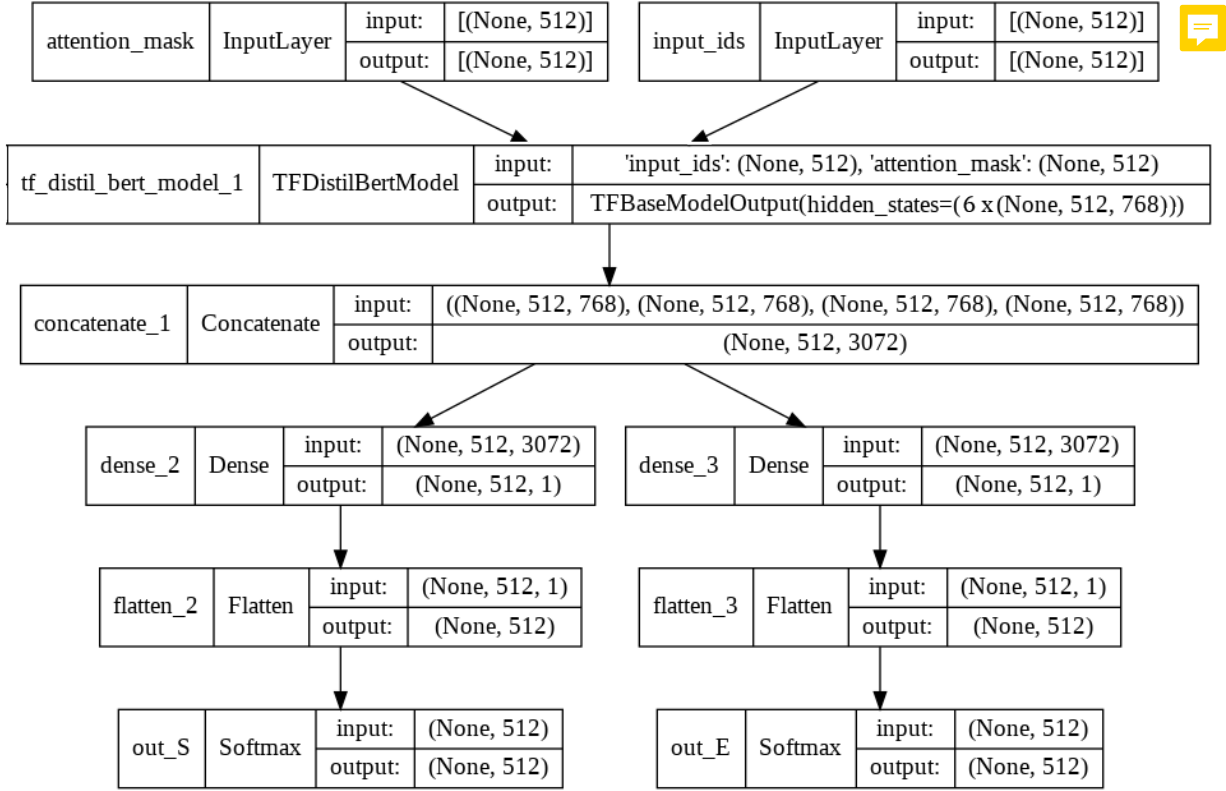 attention_mask InputLayer input: [(None, 512)]
output: [(None, 512)]
input_ids InputLayer input: [(None, 512)]
output: [(None, 512)]
tf_distil_bert_model_1 TFDistilBertModel input: 'input_ids': (None, 512), 'attention_mask': (None, 512)
output: TFBaseModelOutput(hidden_states=(6 x (None, 512, 768)))
concatenate_1 Concatenate input: ((None, 512, 768), (None, 512, 768), (None, 512, 768), (None, 512, 768))
output: (None, 512, 3072)
dense_2 Dense input: (None, 512, 3072)
output: (None, 512, 1)
dense_3 Dense input: (None, 512, 3072)
output: (None, 512, 1)
flatten_2 Flatten input: (None, 512, 1)
output: (None, 512)
flatten_3 Flatten input: (None, 512, 1)
output: (None, 512)
out_S Softmax input: (None, 512)
output: (None, 512)
out_E Softmax input: (None, 512)
output: (None, 512)